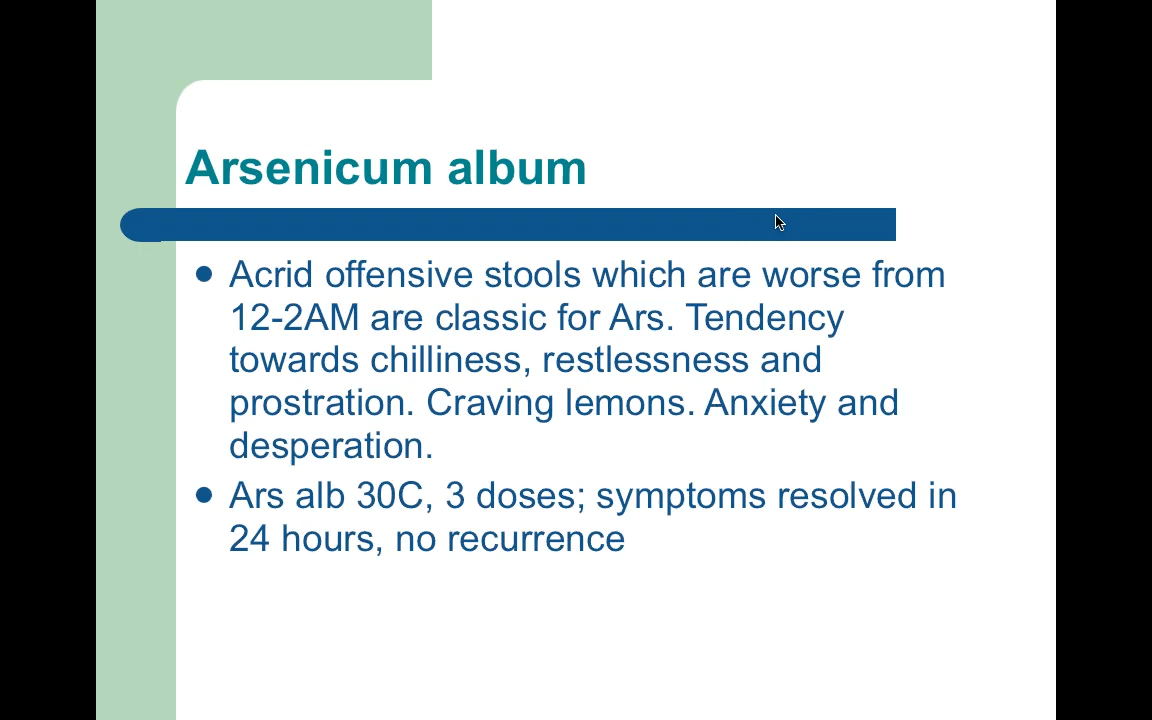 Arsenicum album
Acrid offensive stools which are worse from
12-2AM are classic for Ars. Tendency
towards chilliness, restlessness and
prostration. Craving lemons. Anxiety and
desperation.
Ars alb 30C, 3 doses; symptoms resolved in
24 hours, no recurrence